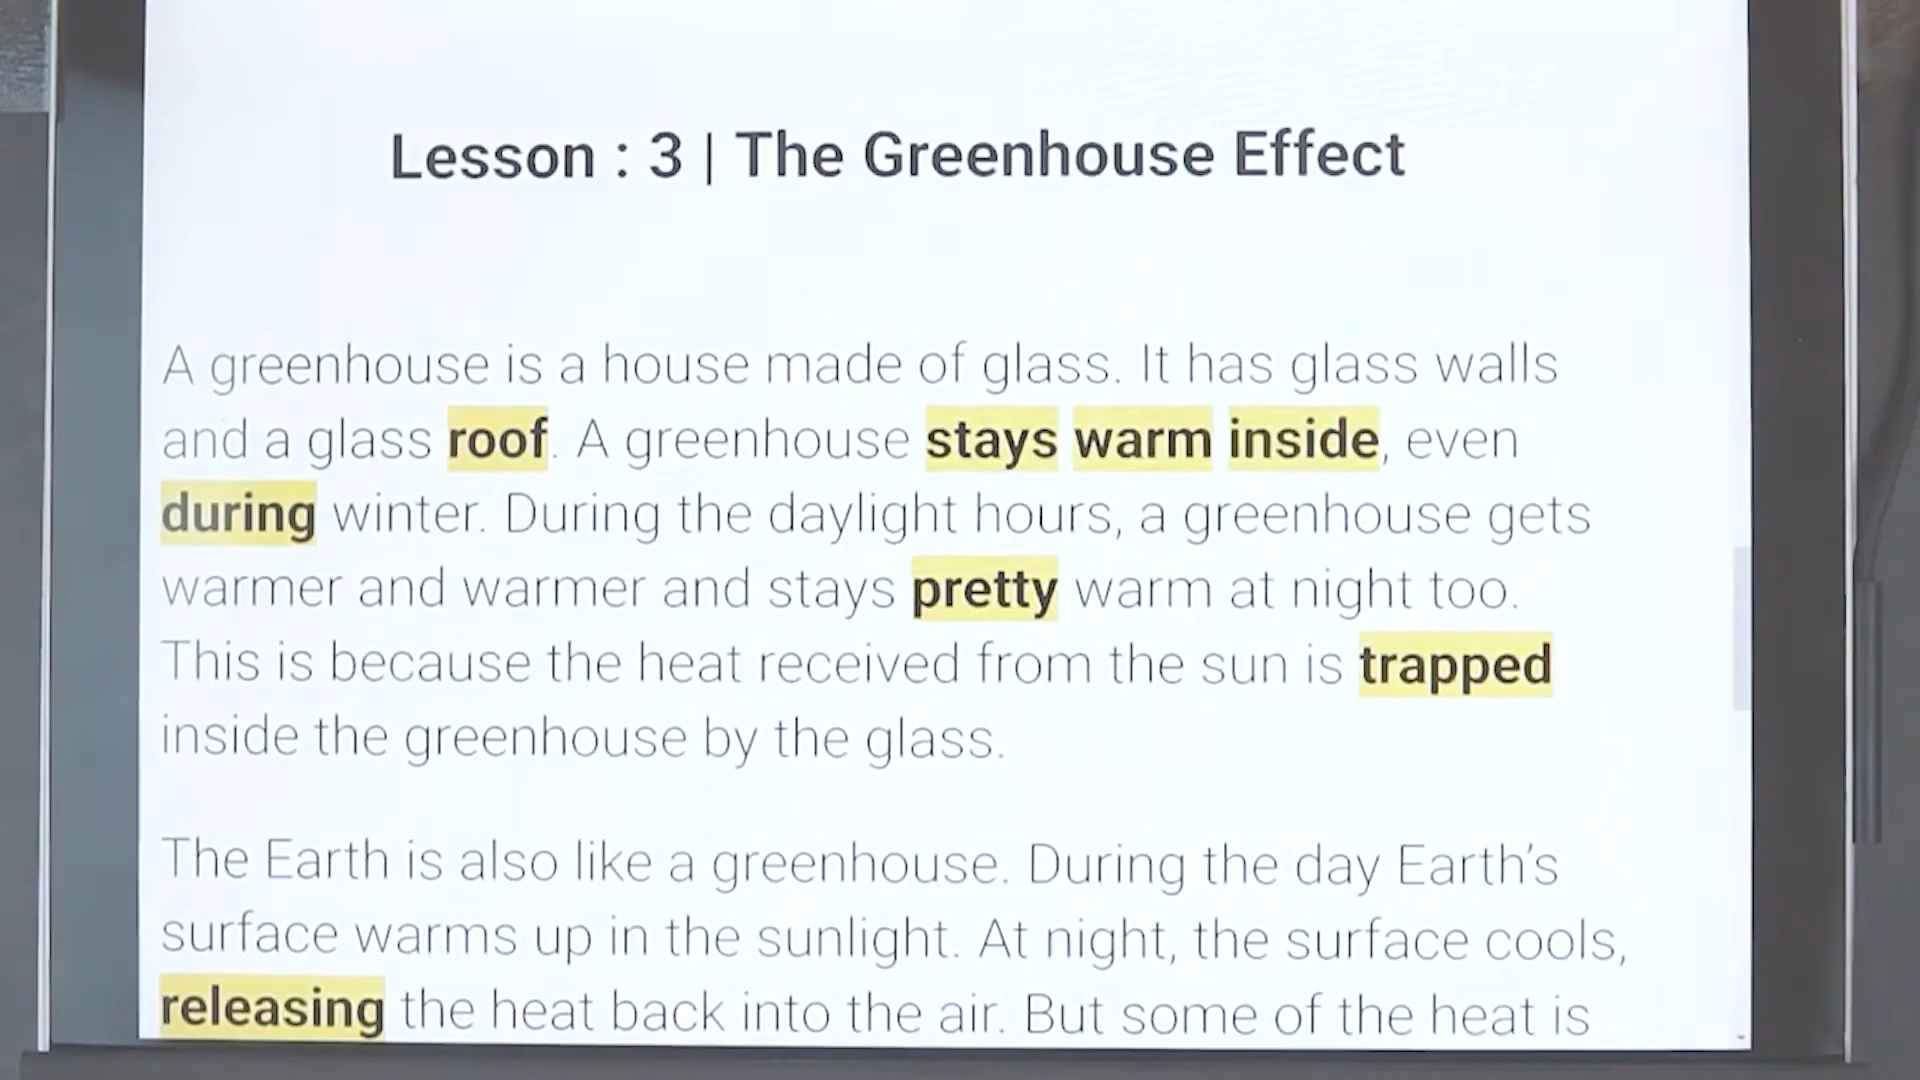 Lesson : 3 | The Greenhouse Effect
A greenhouse is a house made of glass. It has glass walls
and a glass roof. A greenhouse stays warm inside, even
during winter. During the daylight hours, a greenhouse gets
warmer and warmer and stays pretty warm at night too.
This is because the heat received from the sun is trapped
inside the greenhouse by the glass.
The Earth is also like a greenhouse. During the day Earth's
surface warms up in the sunlight. At night, the surface cools,
releasing the heat back into the air. But some of the heat is